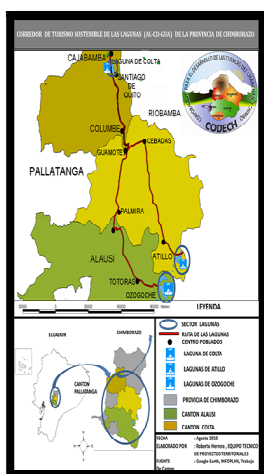 CORREDOR DE TURISMO SOSTENIBLE DE LAS LAGUNAS (AL-CO-GUA) DE LA PROVINCIA DE CHIMBORAZO
CAJABAMBA
LAGUNA DE COLTA
SANTIAGO
DE
QUITO
RIOBAMBA
CODECH
COLUMBE
CEBADAS
GUAMOTE
PALLATANGA
PALMIRA
ATILLO
ALAUSI
TOTORAS
OZOGOCHE
LEYENDA
SECTOR LAGUNAS
RUTA DE LAS LAGUNAS
CENTRO POBLADOS
LAGUNA DE COLTA
LAGUNAS DE ATILLO
LAGUNAS DE OZOGOCHE
PROVICIA DE CHIMBORAZO
CANTON ALAUSI
CANTON COLTA
ECUADOR
CHIMBORAZO
CANTON
PALLATANGA
FECHA : Agosto 2010
ELABORADO POR : Roberto Herrera , EQUIPO TECNICO
DE PROYECTOS TERRITORIALES
FUENTE : Google Earth, INFOPLAN, Trabajo
De Campo